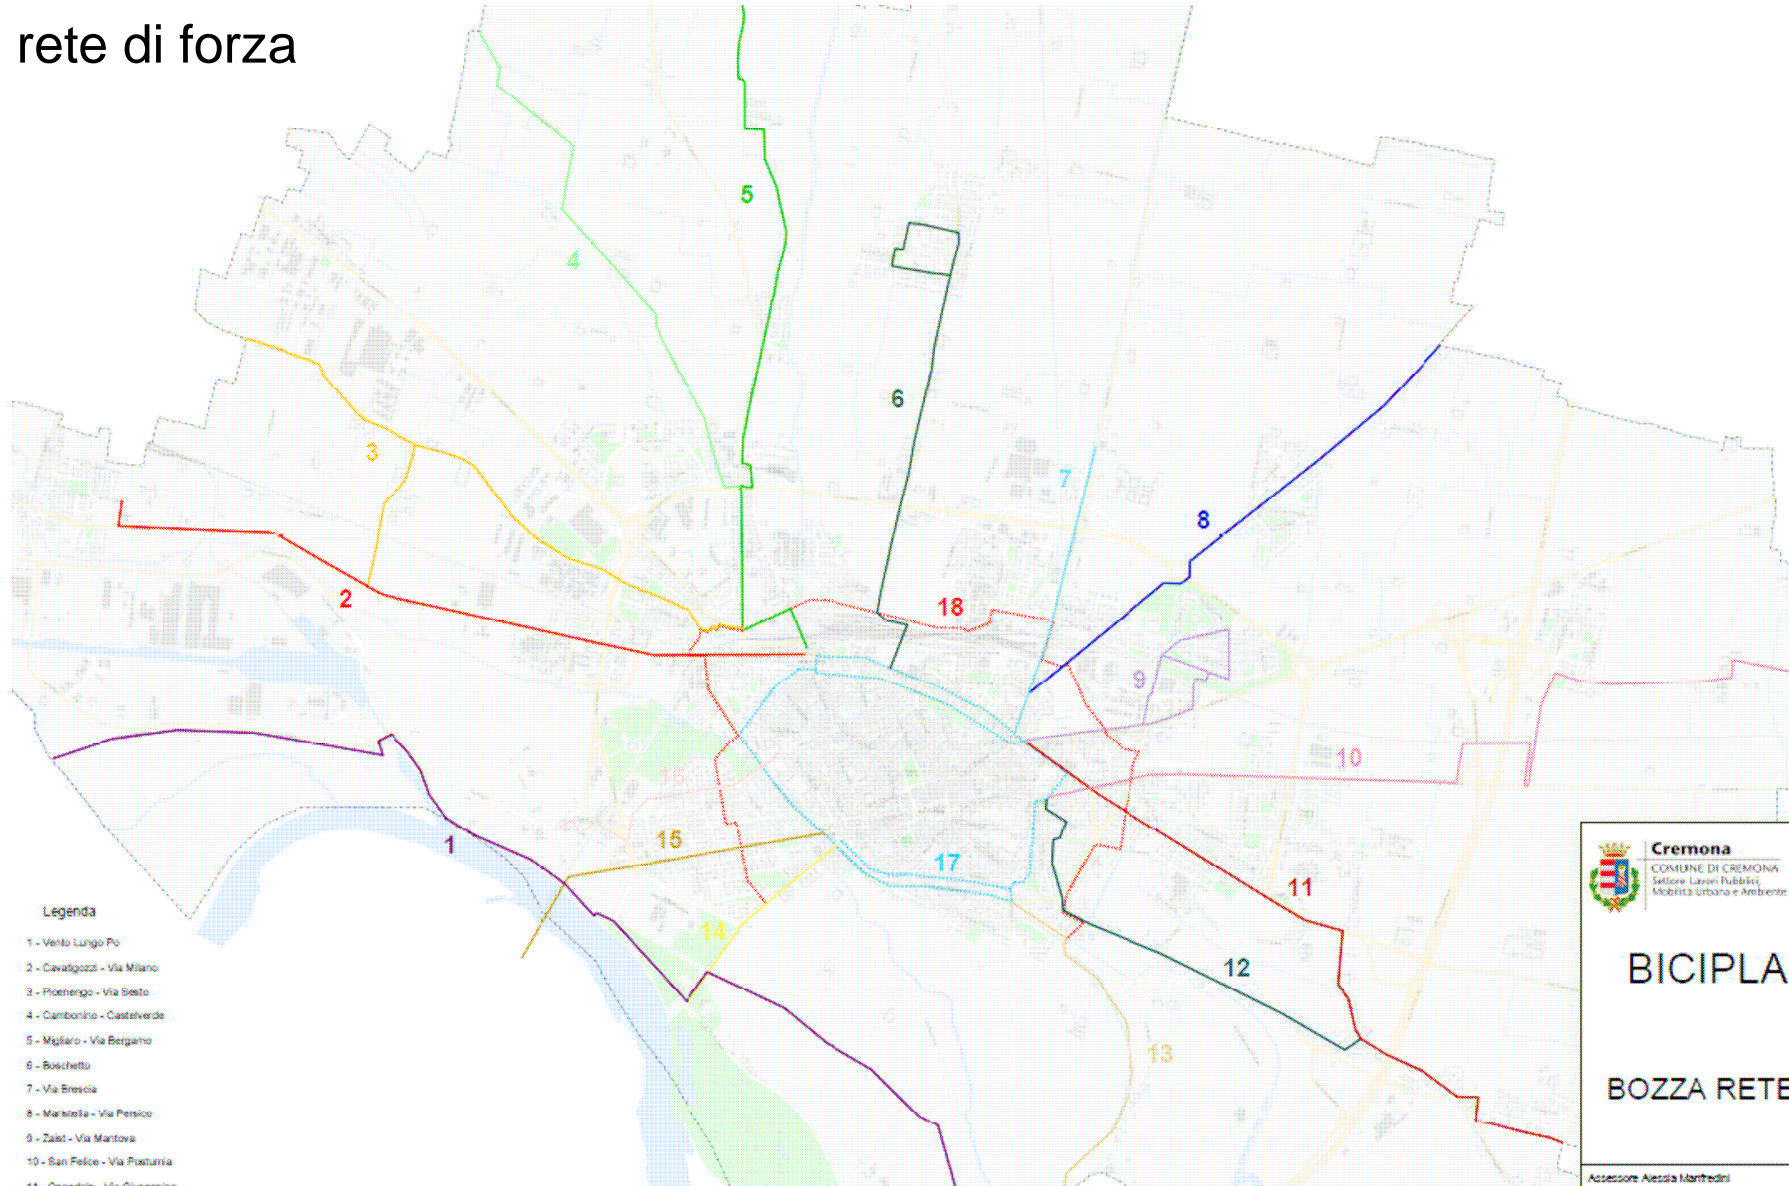 rete di forza
5
4
6
3
7
8
2
18
9
10
16
1
15
17
11
14
12
13
Legenda
1 - Vento Lungo Po
2 - Cavatigozzi - Via Milano
3 - Picenengo - Via Sesto
4 - Cambonino - Castelverde
5 - Migliaro - Via Bergamo
6 - Boschetto
7 - Via Brescia
8 - Maristella - Via Persico
9 - Zaist - Via Mantova
10 - San Felice - Via Postumia
Cremona
COMUNE DI CREMONA
Settore Lavori Pubblici,
Mobilità Urbana e Ambiente
BICIPLA
BOZZA RETE
Assessore Alessia Manfredini